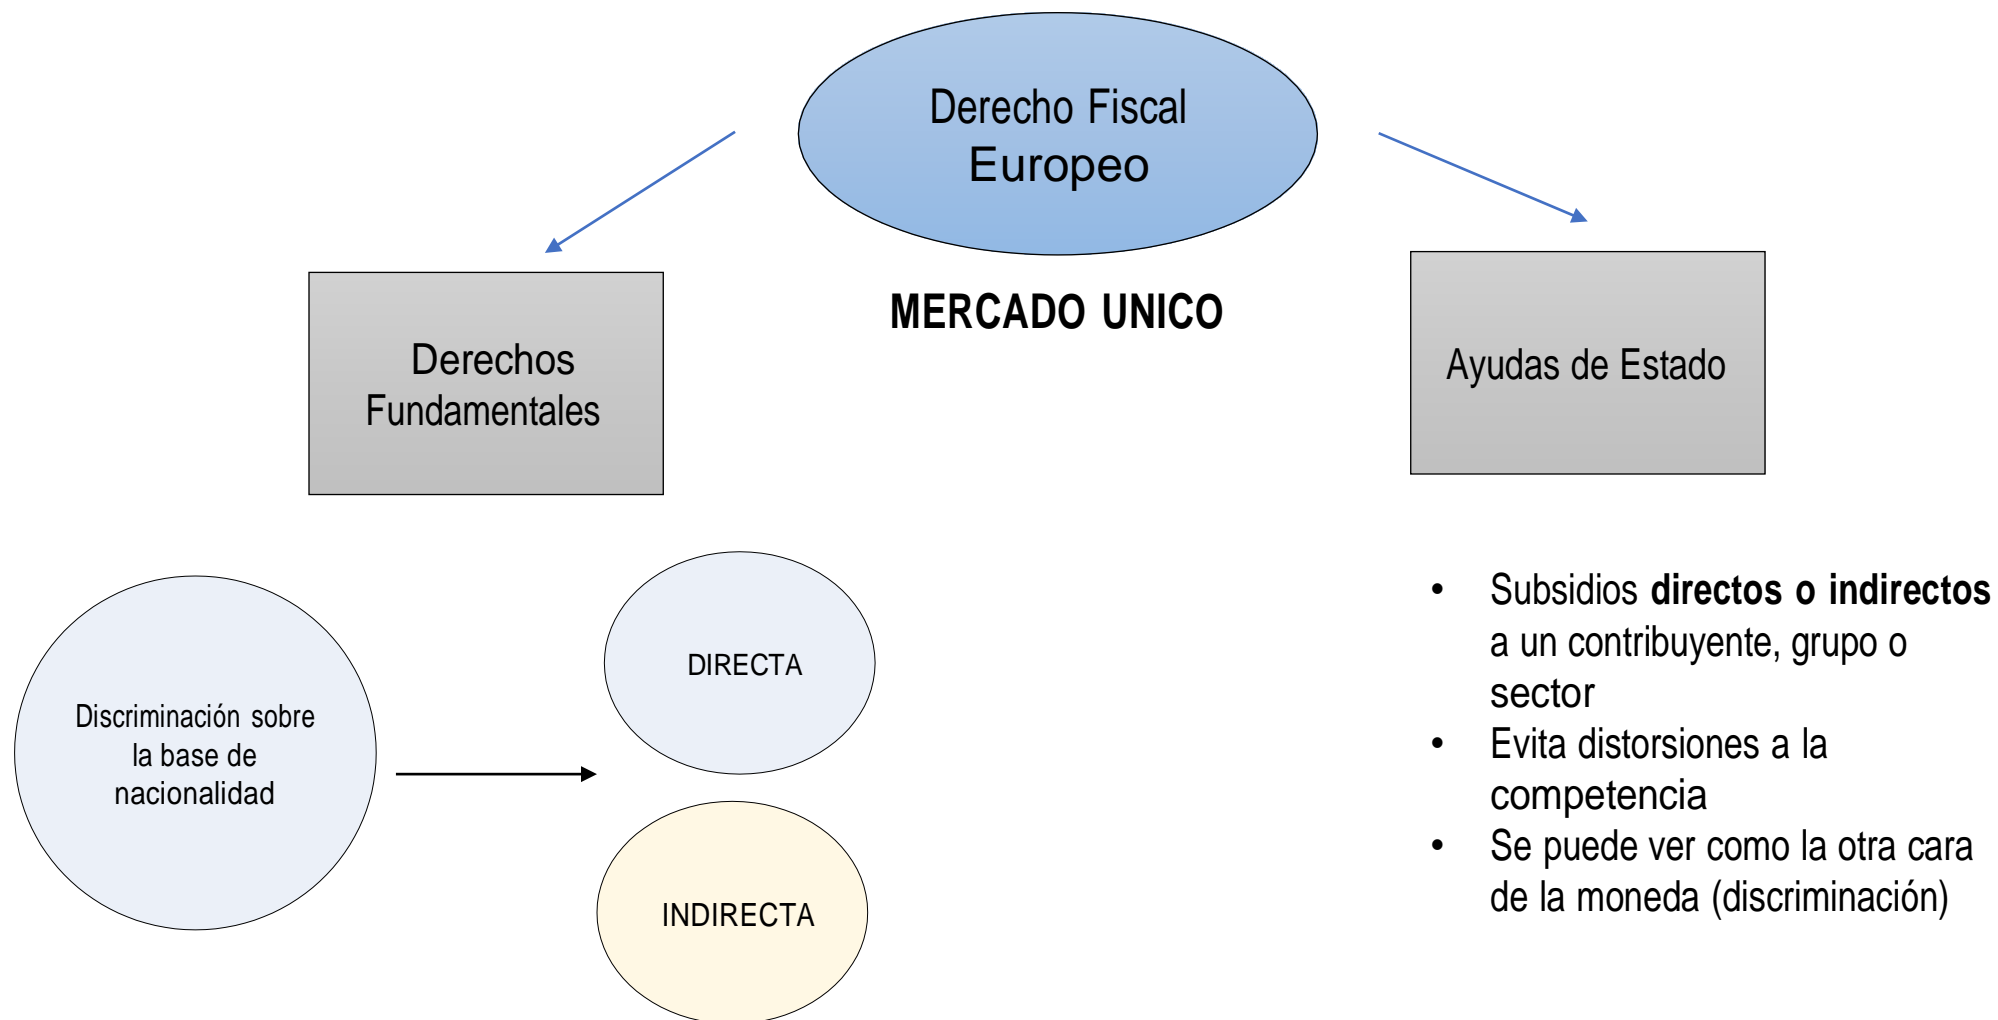 Derecho Fiscal
Europeo
MERCADO UNICO
Derechos
Fundamentales
Ayudas de Estado
Discriminación sobre
la base de
nacionalidad
DIRECTA
INDIRECTA
• Subsidios directos o indirectos
a un contribuyente, grupo o
sector
• Evita distorsiones a la
competencia
• Se puede ver como la otra cara
de la moneda (discriminación)